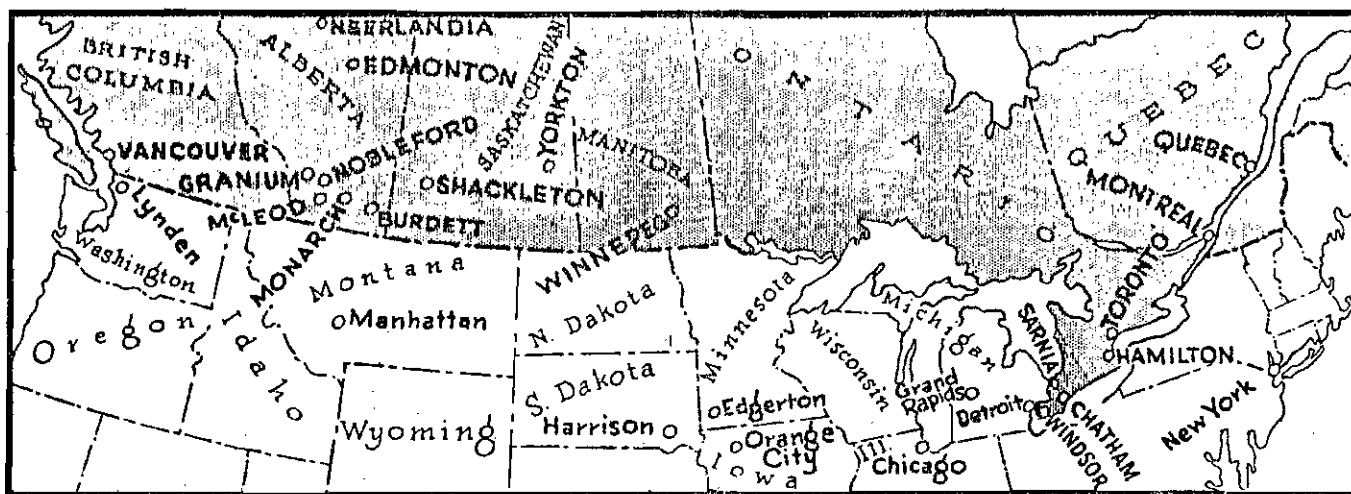 NEERLANDIA
BRITISH
COLUMBIA
ALBERTA
EDMONTON
SASKATCHEWAN
YORKTON
MANITOBA
ONTARIO
QUEBEC
QUEBEC
MONTREAL
VANCOUVER
GRANIUM
NOBLEFORD
McLEOD
MONARCH
SHACKLETON
BURDETT
WINNEPEG
Lynden
Washington
Oregon
Idaho
Montana
Manhattan
Wyoming
N. Dakota
S. Dakota
Harrison
Minnesota
Edgerton
Orange
City
Iowa
Wisconsin
Ill.
Chicago
Michigan
Grand
Rapids
Detroit
SARNIA
TORONTO
HAMILTON.
CHATHAM
WINDSOR
New York